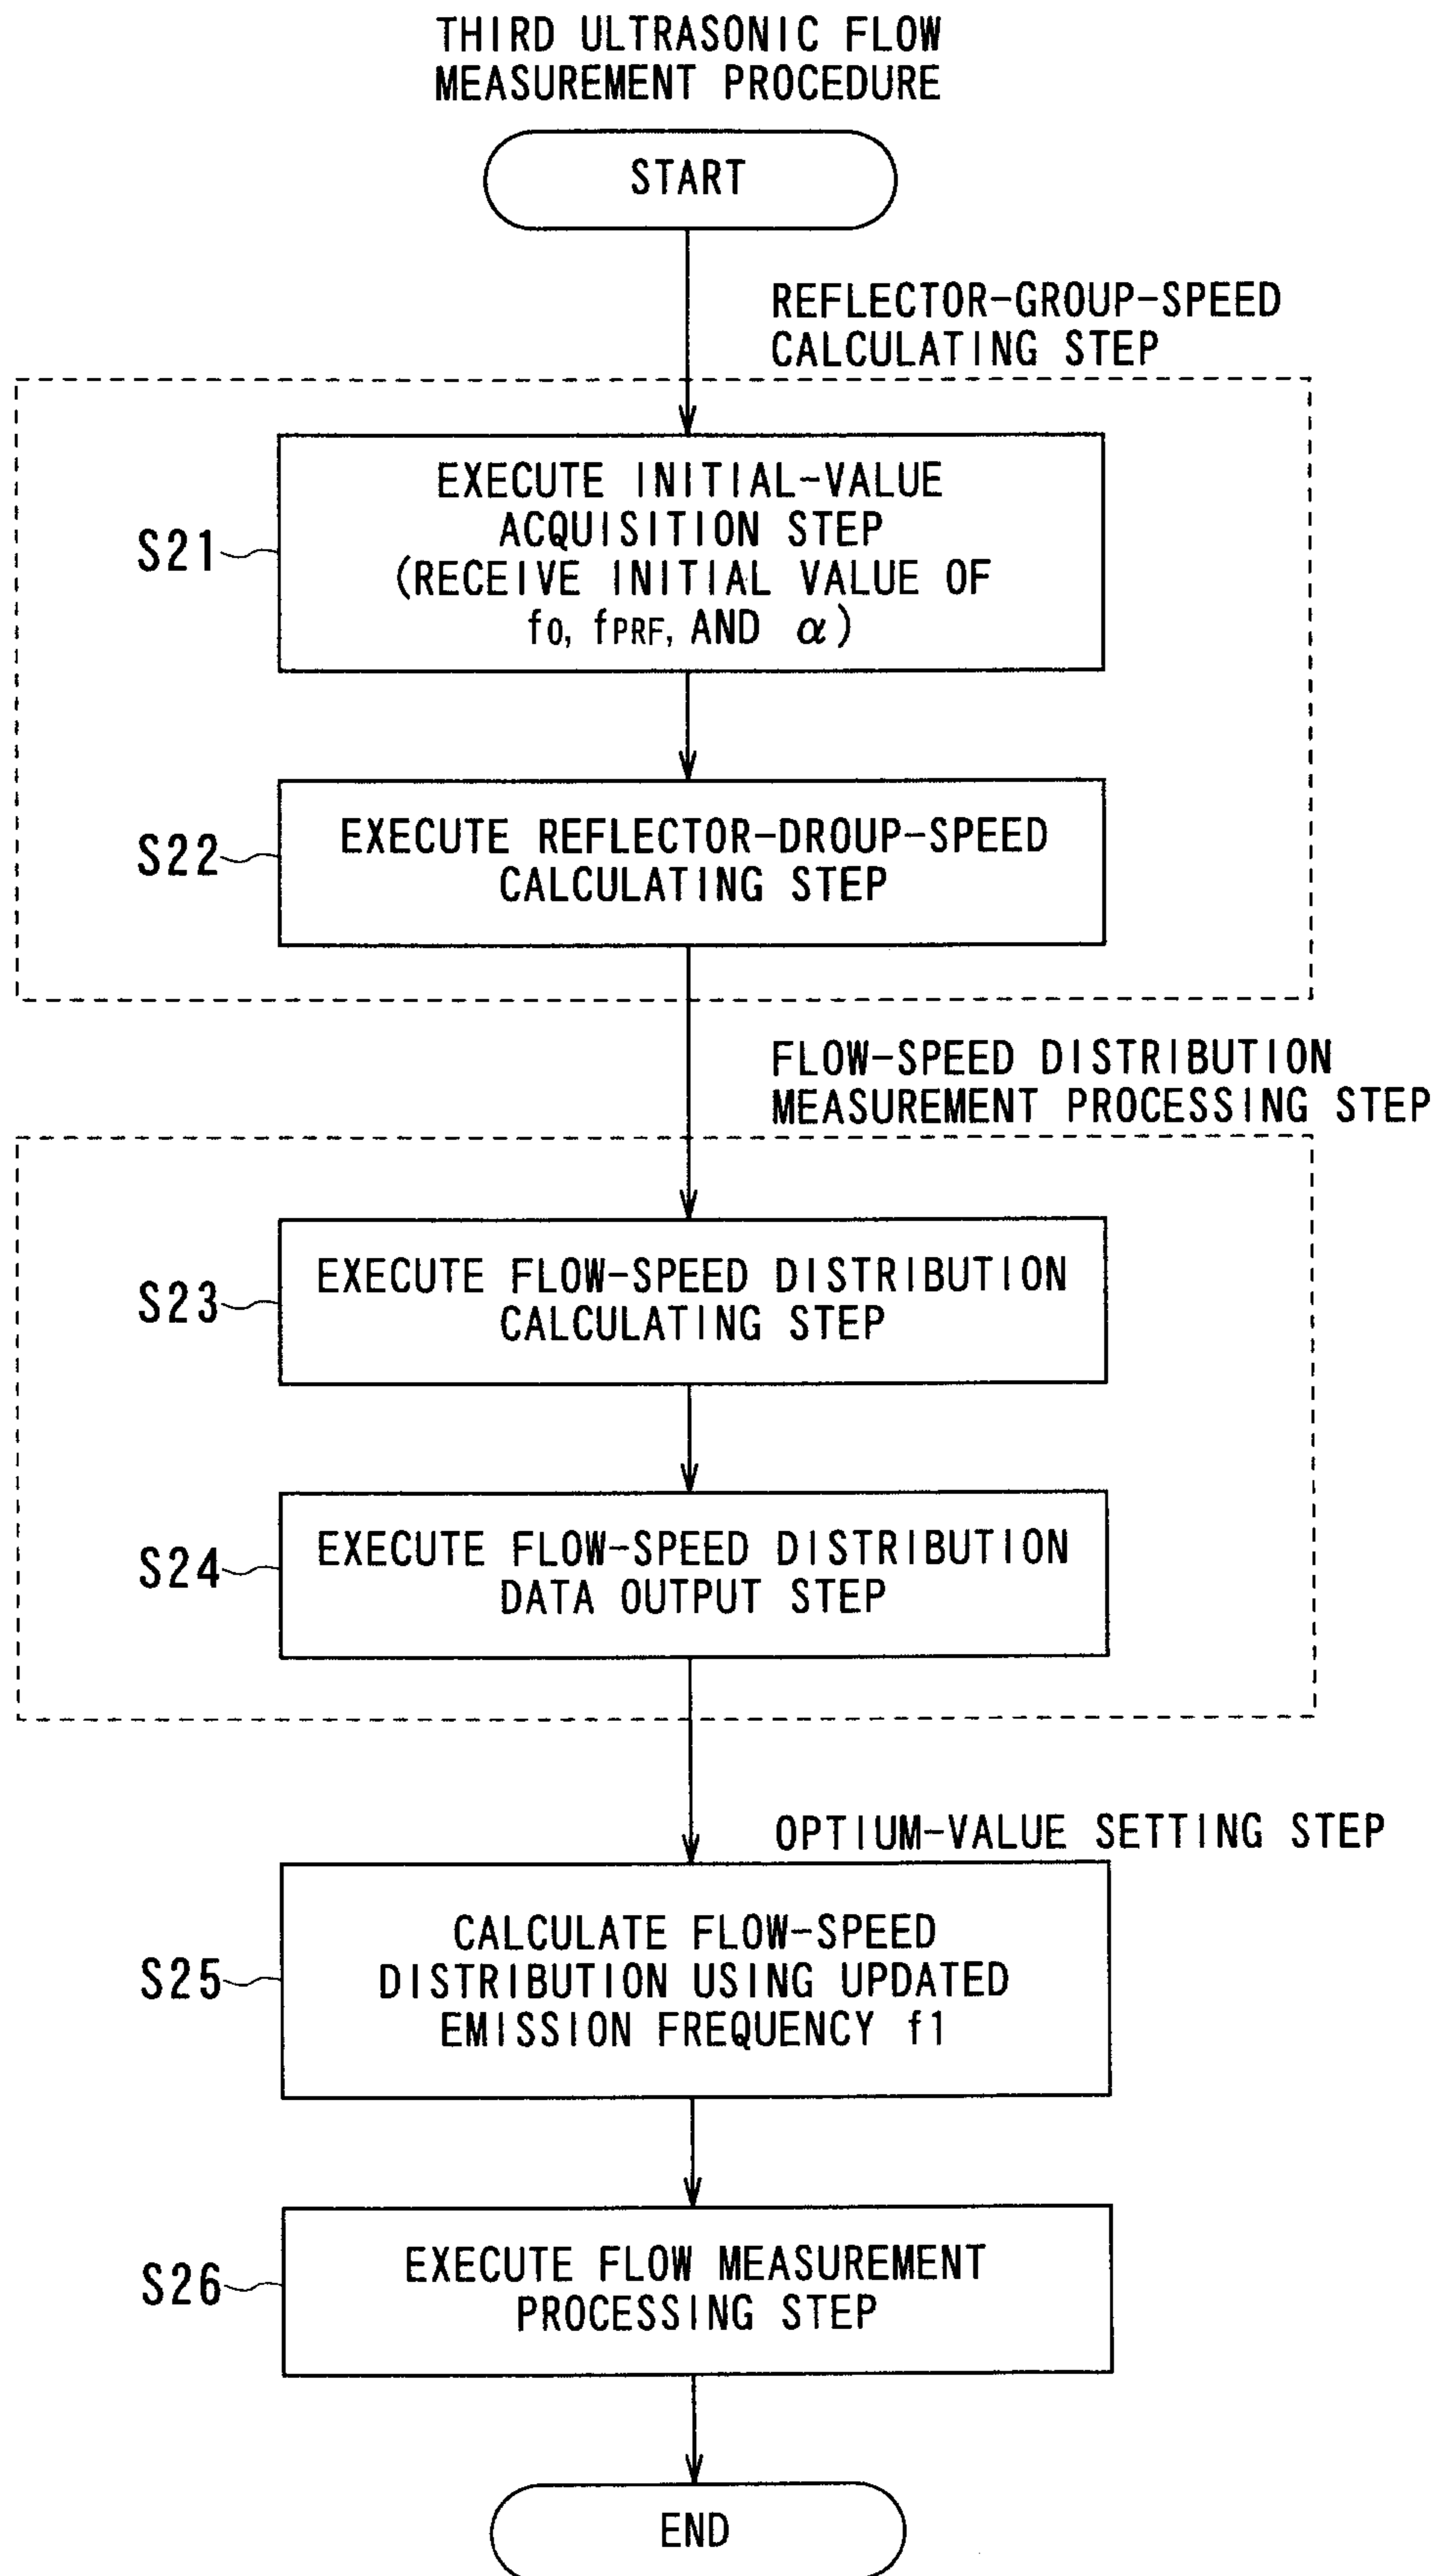 THIRD ULTRASONIC FLOW
MEASUREMENT PROCEDURE
START
REFLECTOR-GROUP-SPEED
CALCULATING STEP
S21
EXECUTE INITIAL-VALUE
ACQUISITION STEP
(RECEIVE INITIAL VALUE OF
f0, fPRF, AND α)
S22
EXECUTE REFLECTOR-DROUP-SPEED
CALCULATING STEP
FLOW-SPEED DISTRIBUTION
MEASUREMENT PROCESSING STEP
S23
EXECUTE FLOW-SPEED DISTRIBUTION
CALCULATING STEP
S24
EXECUTE FLOW-SPEED DISTRIBUTION
DATA OUTPUT STEP
OPTIUM-VALUE SETTING STEP
S25
CALCULATE FLOW-SPEED
DISTRIBUTION USING UPDATED
EMISSION FREQUENCY f1
S26
EXECUTE FLOW MEASUREMENT
PROCESSING STEP
END